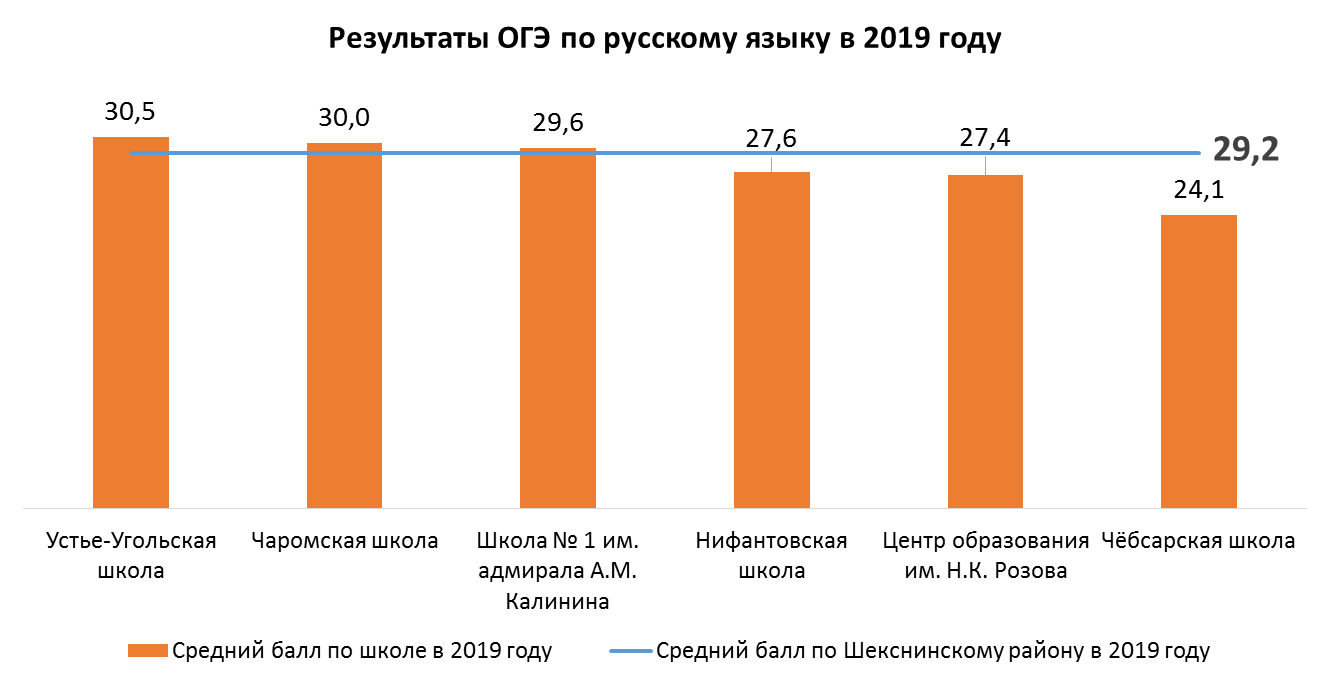 Результаты ОГЭ по русскому языку в 2019 году
30,5
30,0
29,6
27,6
27,4
24,1
29,2
Устье-Угольская
школа
Чаромская школа
Школа № 1 им.
адмирала А.М.
Калинина
Нифантовская
школа
Центр образования
им. Н.К. Розова
Чёбсарская школа
Средний балл по школе в 2019 году
Средний балл по Шекснинскому району в 2019 году